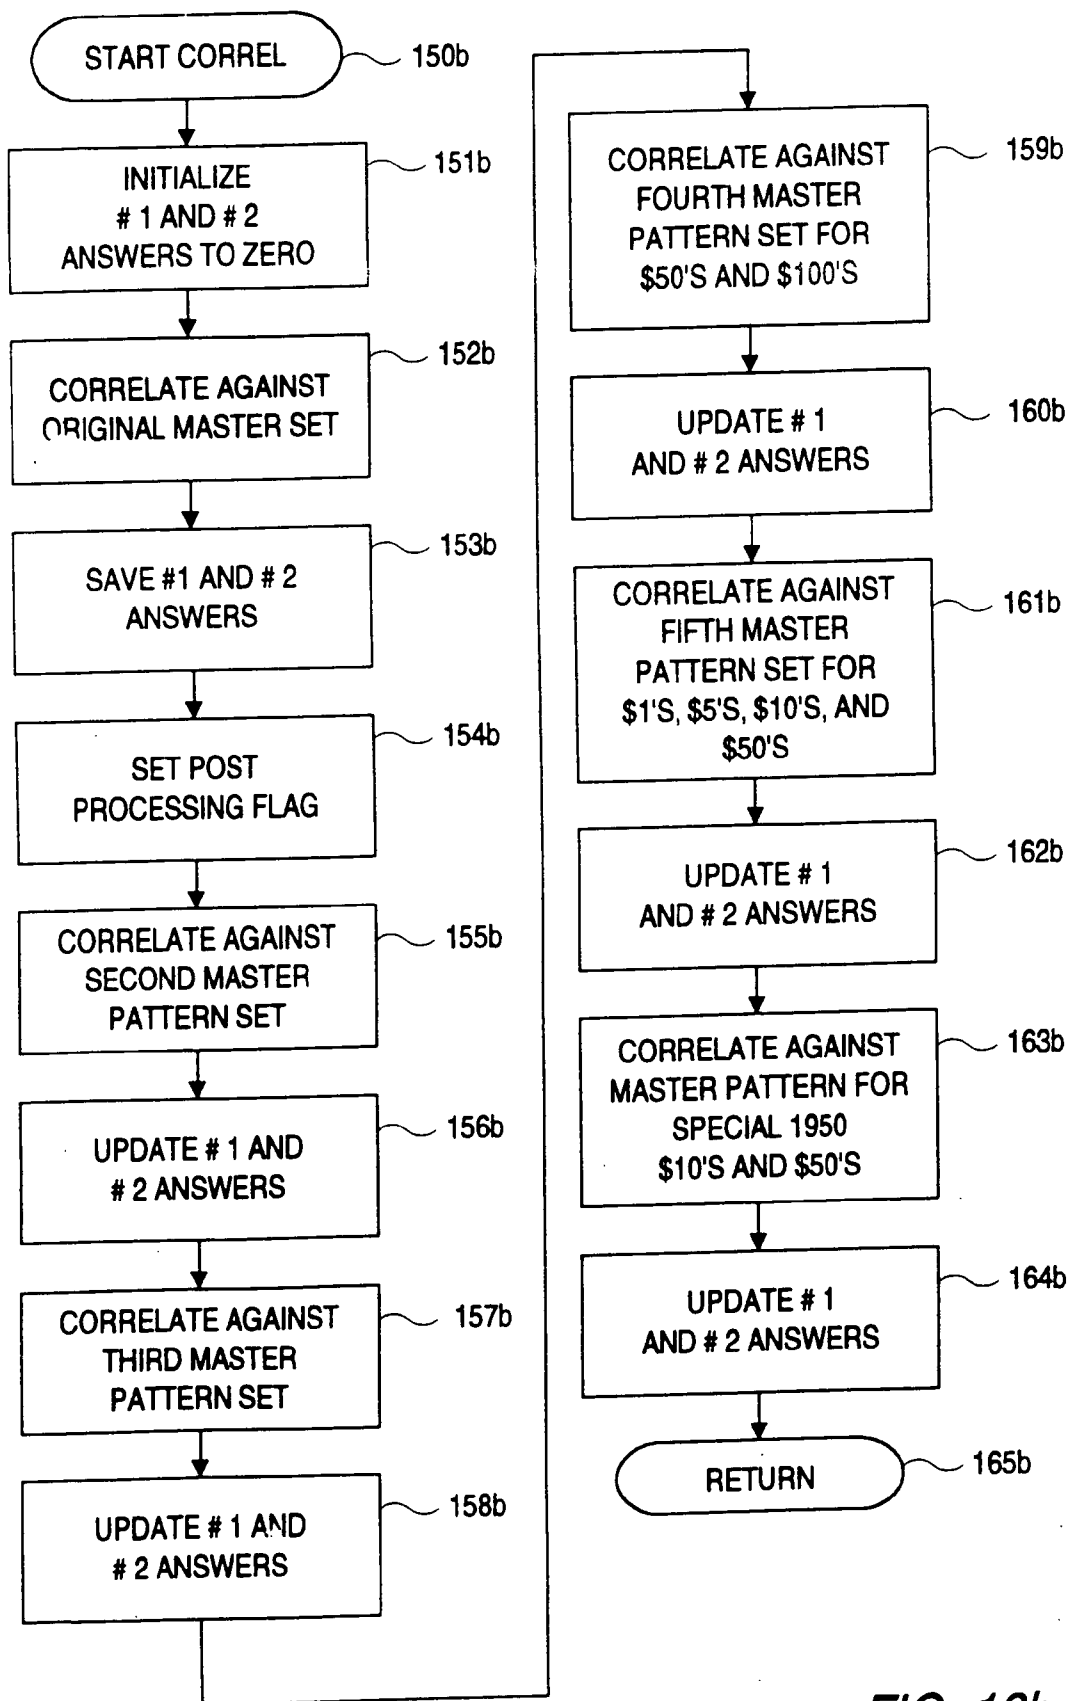 START CORREL
150b
INITIALIZE
# 1 AND # 2
ANSWERS TO ZERO
151b
CORRELATE AGAINST
ORIGINAL MASTER SET
152b
SAVE #1 AND # 2
ANSWERS
153b
SET POST
PROCESSING FLAG
154b
CORRELATE AGAINST
SECOND MASTER
PATTERN SET
155b
UPDATE # 1 AND
# 2 ANSWERS
156b
CORRELATE AGAINST
THIRD MASTER
PATTERN SET
157b
UPDATE # 1 AND
# 2 ANSWERS
158b
CORRELATE AGAINST
FOURTH MASTER
PATTERN SET FOR
$50'S AND $100'S
159b
UPDATE # 1
AND # 2 ANSWERS
160b
CORRELATE AGAINST
FIFTH MASTER
PATTERN SET FOR
$1'S, $5'S, $10'S, AND
$50'S
161b
UPDATE # 1
AND # 2 ANSWERS
162b
CORRELATE AGAINST
MASTER PATTERN FOR
SPECIAL 1950
$10'S AND $50'S
163b
UPDATE # 1
AND # 2 ANSWERS
164b
RETURN
165b